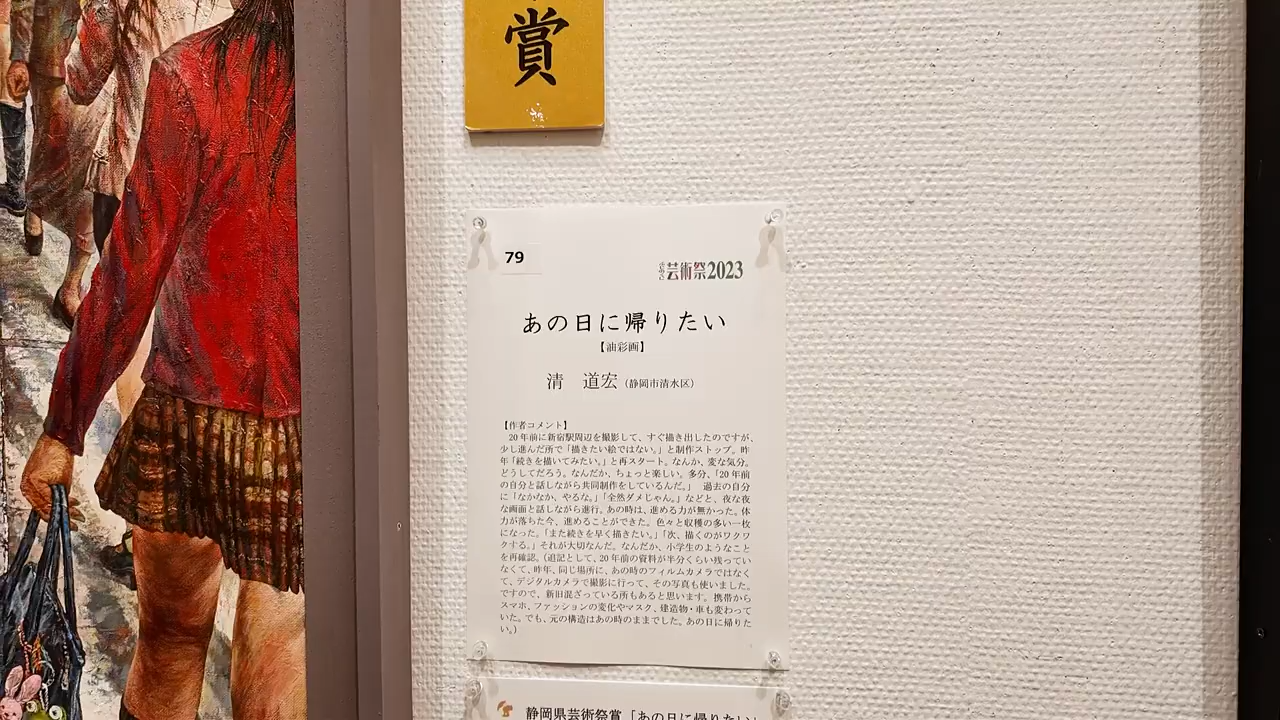 賞
79
芸術祭2023
あの日に帰りたい
【油彩画】
清 道宏（静岡市清水区）
【作者コメント】
20年前に新宿駅周辺を撮影して、すぐ描き出したのですが、
少し進んだ所で「描きたい絵ではない。」と制作ストップ。昨
年「続きを描いてみたい。」と再スタート。なんか、変な気分。
どうしてだろう。なんだか、ちょっと楽しい。多分、「20年前
の自分と話しながら共同制作をしているんだ。」 過去の自分
に「なかなか、やるな。」「全然ダメじゃん。」などと、夜な夜
な画面と話しながら進行。あの時は、進める力が無かった。体
力が落ちた今、進めることができた。色々と収穫の多い一枚
になった。「また続きを早く描きたい。」「次、描くのがワクワ
クする。」それが大切なんだ。なんだか、小学生のようなこと
を再確認。（追記として、20年前の資料が半分くらい残ってい
なくて、昨年、同じ場所に、あの時のフィルムカメラではなく
て、デジタルカメラで撮影に行って、その写真も使いました。
ですので、新旧混ざっている所もあると思います。携帯から
スマホ、ファッションの変化やマスク、建造物・車も変わって
いた。でも、元の構造はあの時のままでした。あの日に帰りた
い。）
静岡県芸術祭賞「あの日に帰りたい」